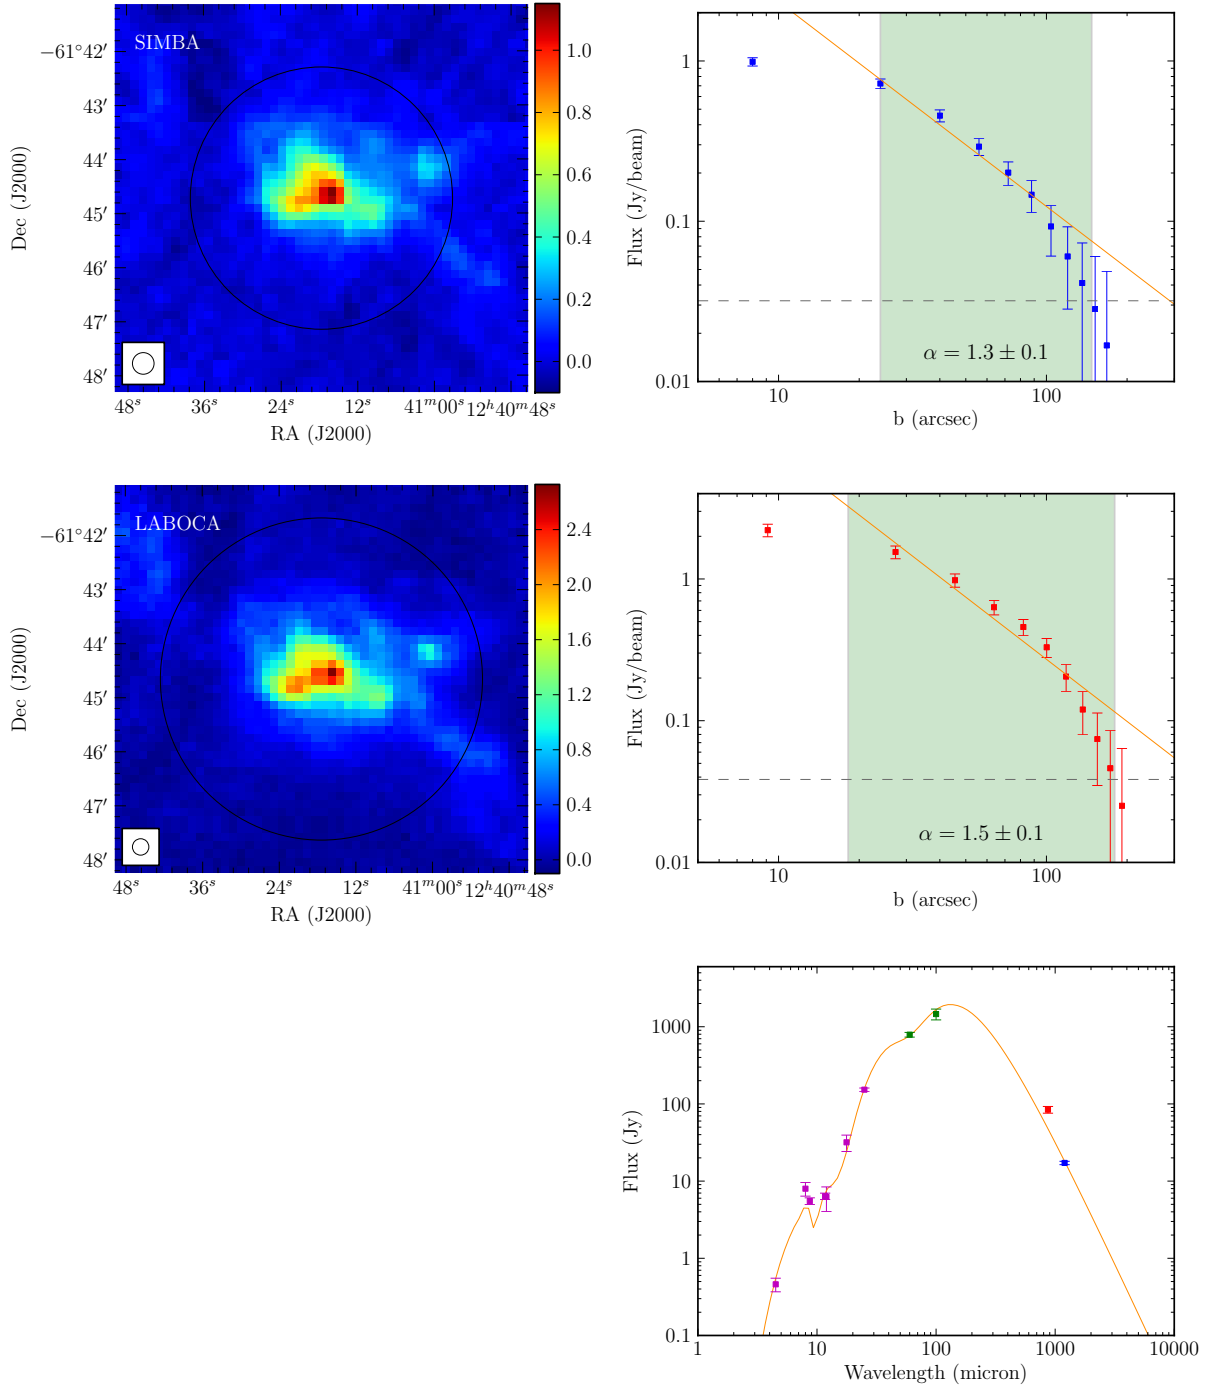 SIMBA
Dec (J2000)
−61°42′
43′
44′
45′
46′
47′
48′
48ˢ 36ˢ 24ˢ 12ˢ 41ᵐ00ˢ 12ʰ40ᵐ48ˢ
RA (J2000)
1.0
0.8
0.6
0.4
0.2
0.0
Flux (Jy/beam)
1
0.1
0.01
α = 1.3 ± 0.1
10 100
b (arcsec)
LABOCA
Dec (J2000)
−61°42′
43′
44′
45′
46′
47′
48′
48ˢ 36ˢ 24ˢ 12ˢ 41ᵐ00ˢ 12ʰ40ᵐ48ˢ
RA (J2000)
2.4
2.0
1.6
1.2
0.8
0.4
0.0
Flux (Jy/beam)
1
0.1
0.01
α = 1.5 ± 0.1
10 100
b (arcsec)
Flux (Jy)
1000
100
10
1
0.1
1 10 100 1000 10000
Wavelength (micron)